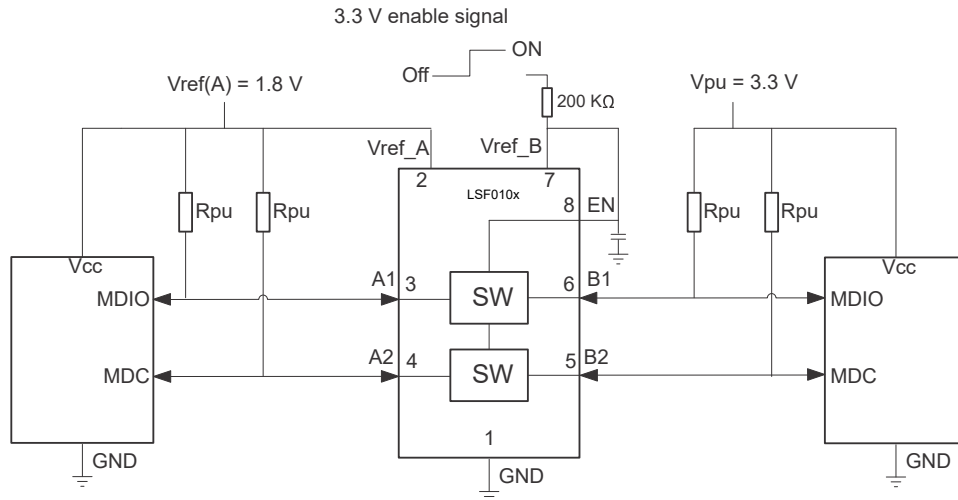 3.3 V enable signal
Off
ON
Vref(A) = 1.8 V
200 KΩ
Vpu = 3.3 V
Vref_A
Vref_B
2
7
LSF010x
8
EN
Rpu
Rpu
Rpu
Rpu
Vcc
Vcc
MDIO
A1
3
SW
6
B1
MDIO
MDC
A2
4
SW
5
B2
MDC
1
GND
GND
GND